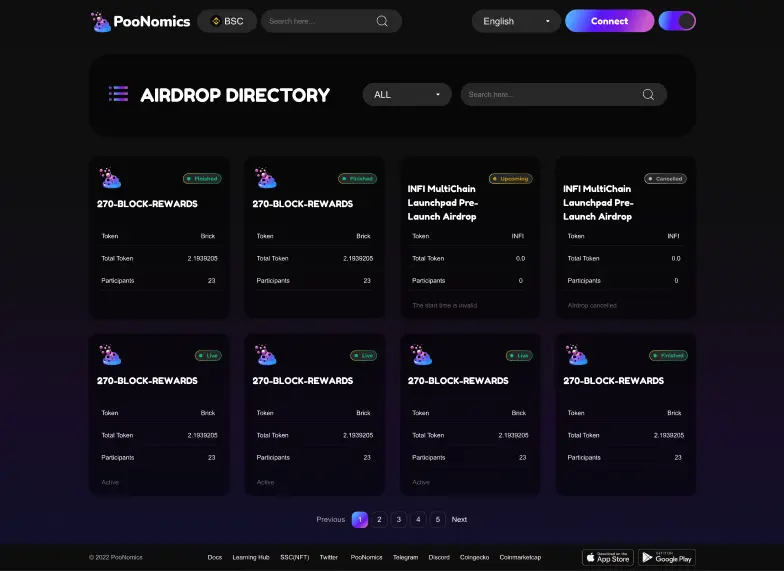 PooNomics BSC Search here... English Connect
AIRDROP DIRECTORY ALL Search here...
Finished
270-BLOCK-REWARDS
Token Brick
Total Token 2.1939205
Participants 23
Finished
270-BLOCK-REWARDS
Token Brick
Total Token 2.1939205
Participants 23
Upcoming
INFI MultiChain
Launchpad Pre-
Launch Airdrop
Token INFI
Total Token 0.0
Participants 0
The start time is invalid
Cancelled
INFI MultiChain
Launchpad Pre-
Launch Airdrop
Token INFI
Total Token 0.0
Participants 0
Airdrop cancelled
Live
270-BLOCK-REWARDS
Token Brick
Total Token 2.1939205
Participants 23
Active
Live
270-BLOCK-REWARDS
Token Brick
Total Token 2.1939205
Participants 23
Active
Live
270-BLOCK-REWARDS
Token Brick
Total Token 2.1939205
Participants 23
Active
Finished
270-BLOCK-REWARDS
Token Brick
Total Token 2.1939205
Participants 23
Previous 1 2 3 4 5 Next
© 2022 PooNomics Docs Learning Hub SSC(NFT) Twitter PooNomics Telegram Discord Coingecko Coinmarketcap
Download on the
App Store
GET IT ON
Google Play